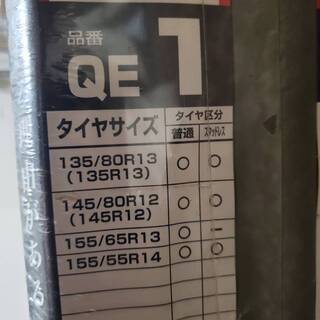 品番
QE 1
タイヤサイズ タイヤ区分
普通 スタッドレス
135/80R13 ○ ○
(135R13)
145/80R12 ○ ○
(145R12)
155/65R13 ○ -
155/55R14 ○ ○